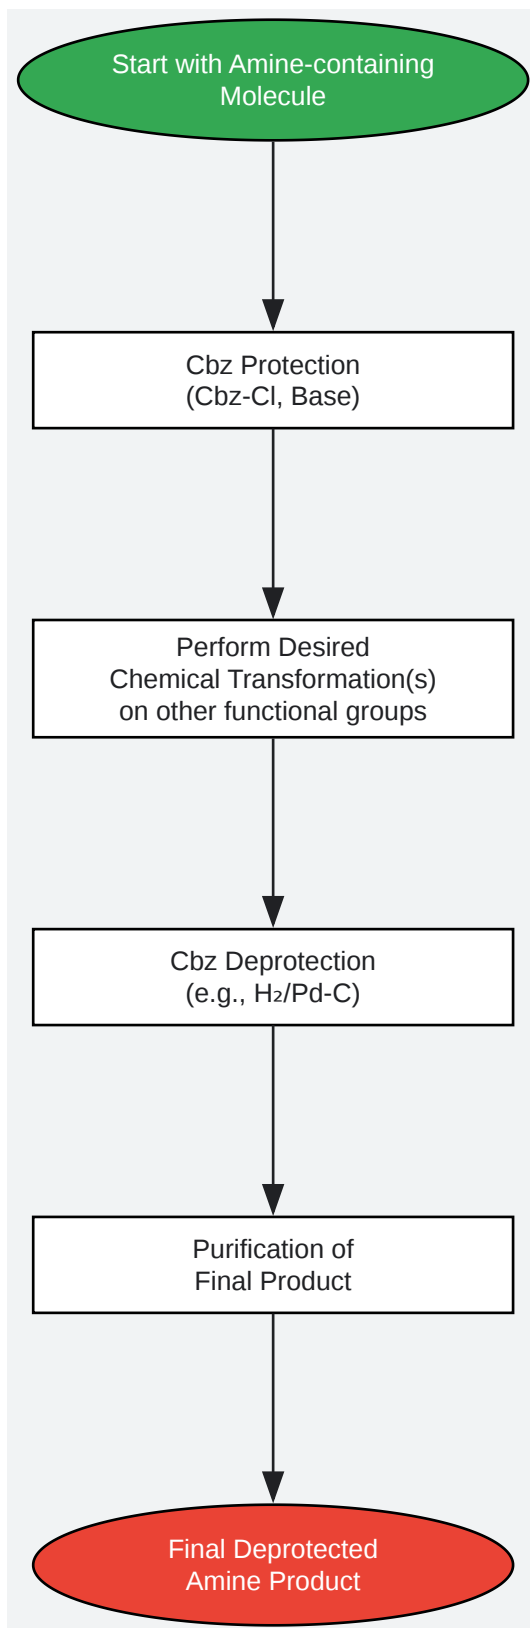 Start with Amine-containing
Molecule
Cbz Protection
(Cbz-Cl, Base)
Perform Desired
Chemical Transformation(s)
on other functional groups
Cbz Deprotection
(e.g., H₂/Pd-C)
Purification of
Final Product
Final Deprotected
Amine Product